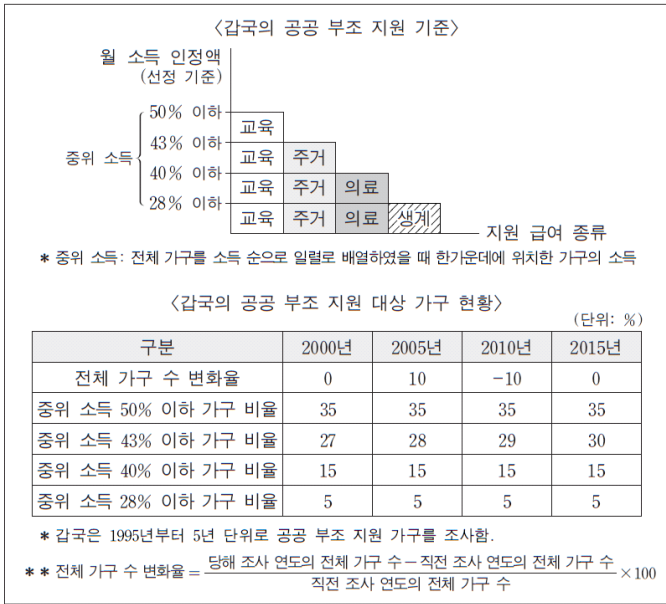 〈갑국의 공공 부조 지원 기준〉
월 소득 인정액
(선정 기준)
50% 이하
교육
43% 이하
교육 주거
중위 소득
40% 이하
교육 주거 의료
28% 이하
교육 주거 의료 생계
지원 급여 종류
* 중위 소득: 전체 가구를 소득 순으로 일렬로 배열하였을 때 한가운데에 위치한 가구의 소득
〈갑국의 공공 부조 지원 대상 가구 현황〉
(단위: %)
구분 2000년 2005년 2010년 2015년
전체 가구 수 변화율 0 10 -10 0
중위 소득 50% 이하 가구 비율 35 35 35 35
중위 소득 43% 이하 가구 비율 27 28 29 30
중위 소득 40% 이하 가구 비율 15 15 15 15
중위 소득 28% 이하 가구 비율 5 5 5 5
* 갑국은 1995년부터 5년 단위로 공공 부조 지원 가구를 조사함.
** 전체 가구 수 변화율 = 당해 조사 연도의 전체 가구 수 - 직전 조사 연도의 전체 가구 수
직전 조사 연도의 전체 가구 수
×100